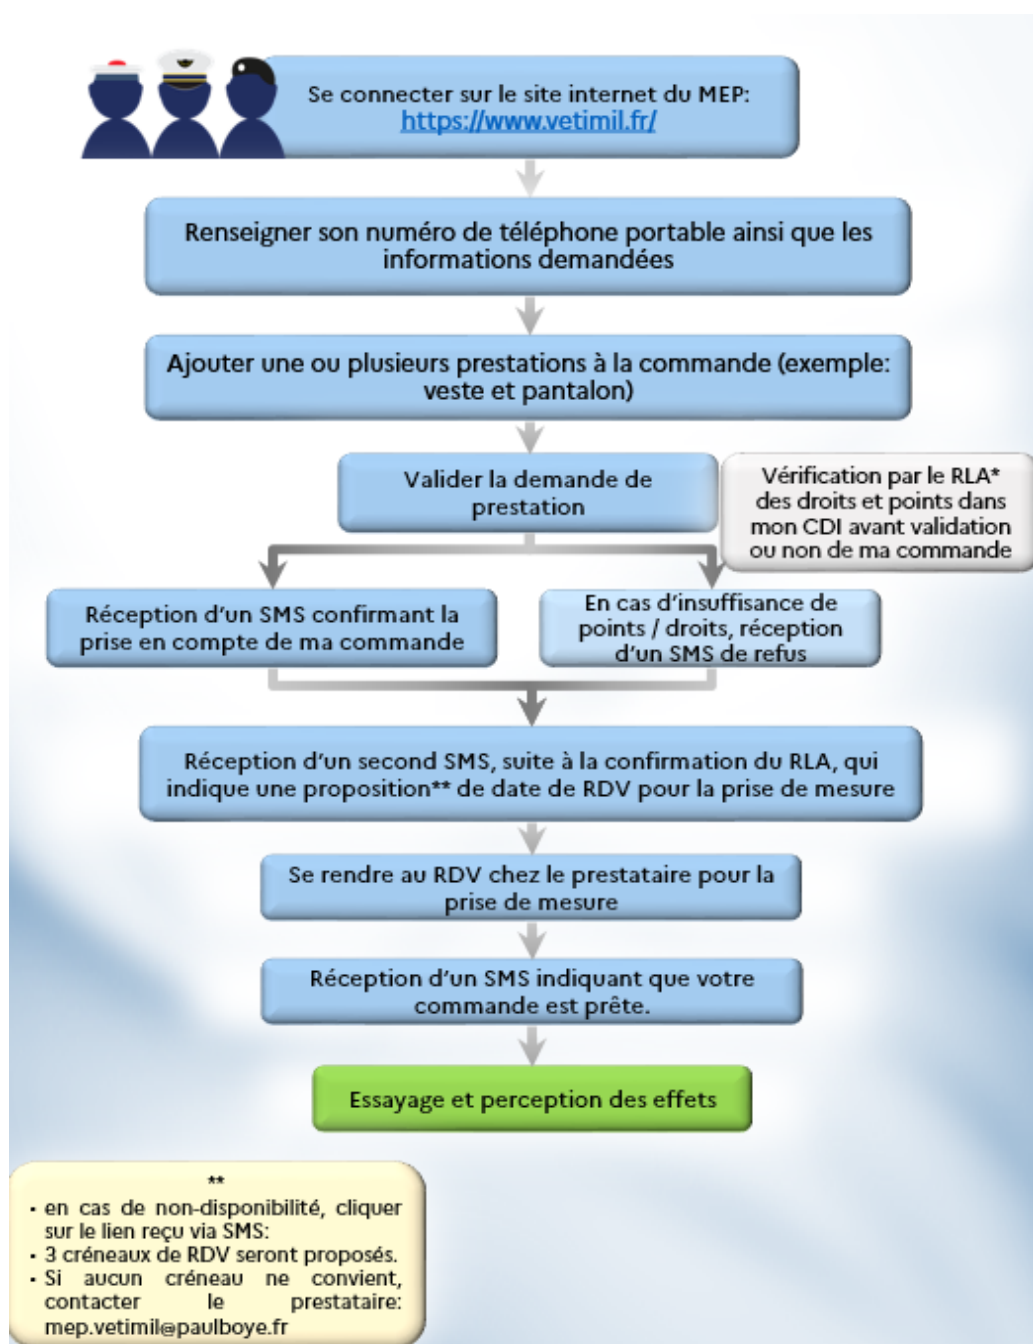 Se connecter sur le site internet du MEP:
https://www.vetimil.fr/
Renseigner son numéro de téléphone portable ainsi que les
informations demandées
Ajouter une ou plusieurs prestations à la commande (exemple:
veste et pantalon)
Valider la demande de
prestation
Vérification par le RLA*
des droits et points dans
mon CDI avant validation
ou non de ma commande
Réception d'un SMS confirmant la
prise en compte de ma commande
En cas d'insuffisance de
points / droits, réception
d'un SMS de refus
Réception d'un second SMS, suite à la confirmation du RLA, qui
indique une proposition** de date de RDV pour la prise de mesure
Se rendre au RDV chez le prestataire pour la
prise de mesure
Réception d'un SMS indiquant que votre
commande est prête.
Essayage et perception des effets
**
- en cas de non-disponibilité, cliquer
sur le lien reçu via SMS:
- 3 créneaux de RDV seront proposés.
- Si aucun créneau ne convient,
contacter le prestataire:
mep.vetimil@paulboye.fr